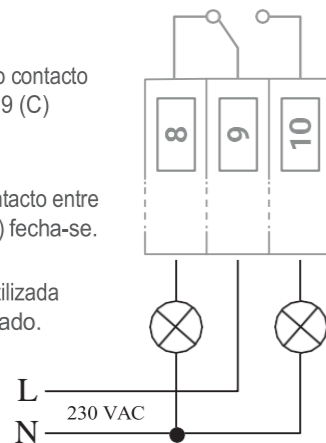 o contacto
9 (C)
ntacto entre
) fecha-se.
tilizada
ado.
8
9
10
L
230 VAC
N